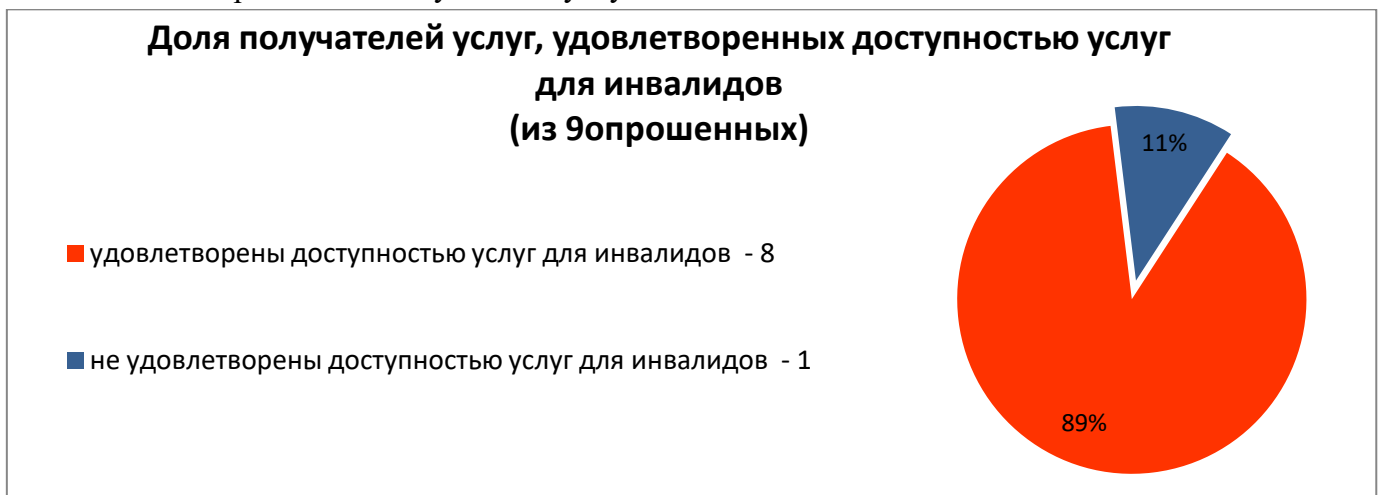 Доля получателей услуг, удовлетворенных доступностью услуг
для инвалидов
(из 9опрошенных)
11%
удовлетворены доступностью услуг для инвалидов - 8
не удовлетворены доступностью услуг для инвалидов - 1
89%